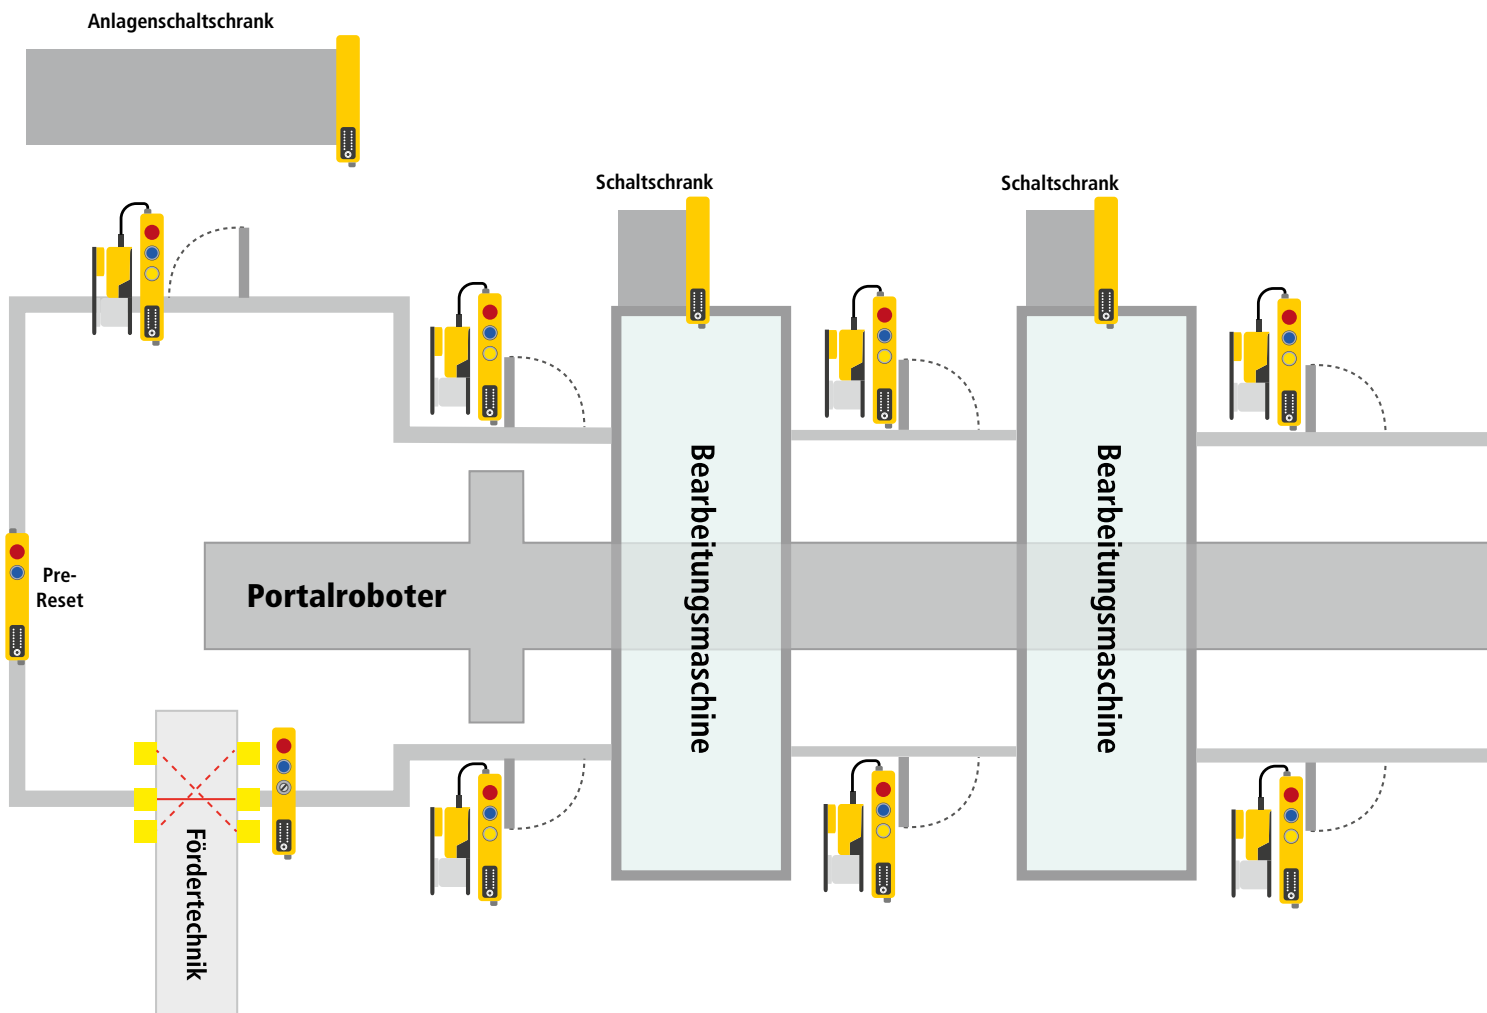 Anlagenschaltschrank
Schaltschrank
Schaltschrank
Bearbeitungsmaschine
Bearbeitungsmaschine
Pre-
Reset
Portalroboter
Fördertechnik